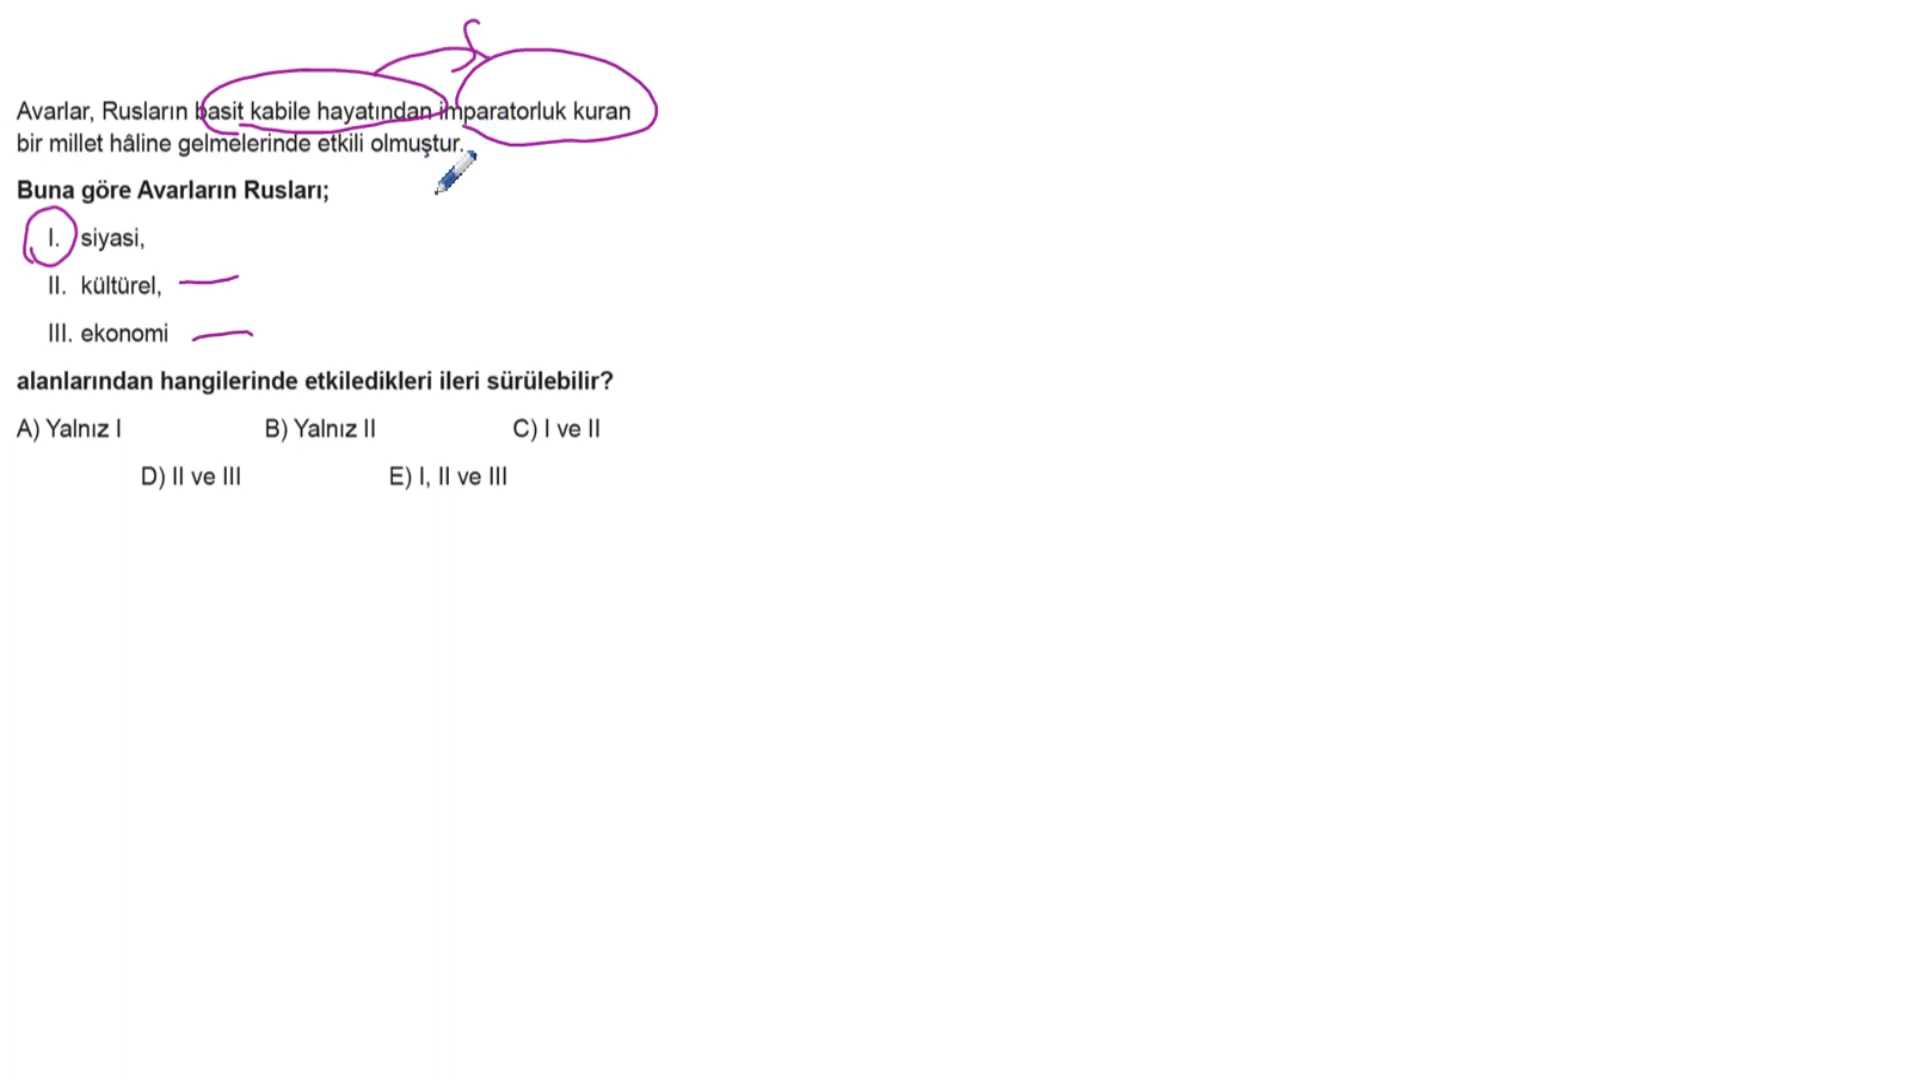 Avarlar, Rusların basit kabile hayatından imparatorluk kuran
bir millet hâline gelmelerinde etkili olmuştur.
Buna göre Avarların Rusları;
I. siyasi,
II. kültürel,
III. ekonomi
alanlarından hangilerinde etkiledikleri ileri sürülebilir?
A) Yalnız I B) Yalnız II C) I ve II
D) II ve III E) I, II ve III